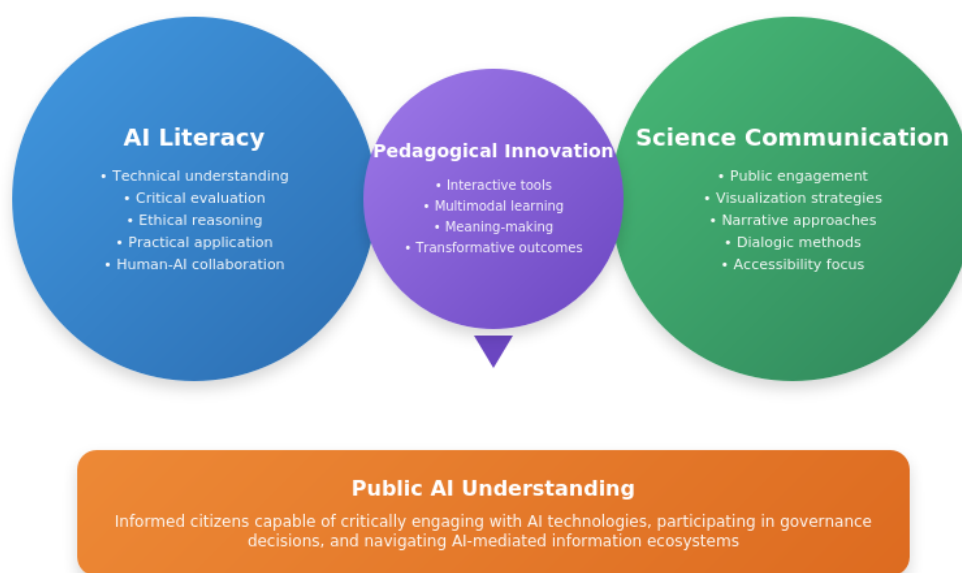 AI Literacy
• Technical understanding
• Critical evaluation
• Ethical reasoning
• Practical application
• Human-AI collaboration
Pedagogical Innovation
• Interactive tools
• Multimodal learning
• Meaning-making
• Transformative outcomes
Science Communication
• Public engagement
• Visualization strategies
• Narrative approaches
• Dialogic methods
• Accessibility focus
Public AI Understanding
Informed citizens capable of critically engaging with AI technologies, participating in governance
decisions, and navigating AI-mediated information ecosystems